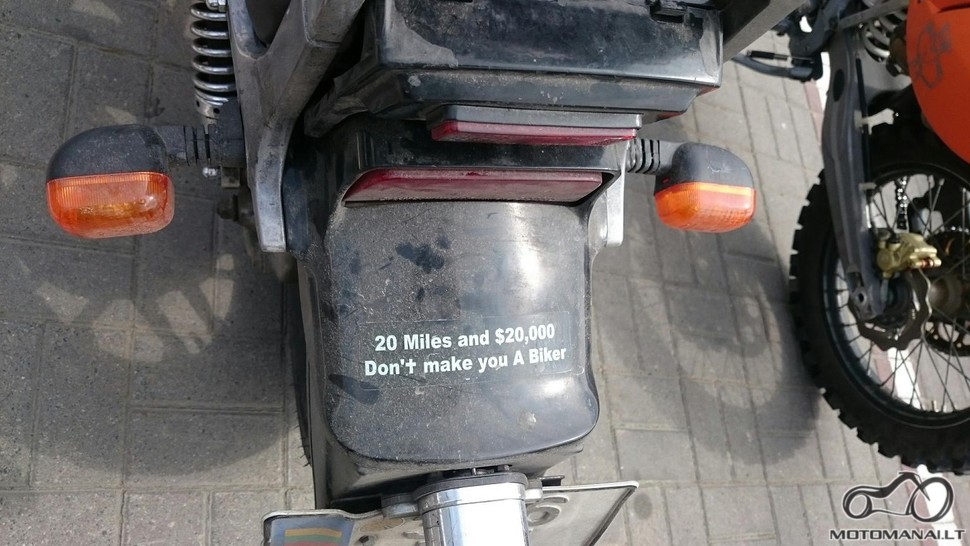 20 Miles and $20,000
Don't make you A Biker
MOTOMANAI.LT